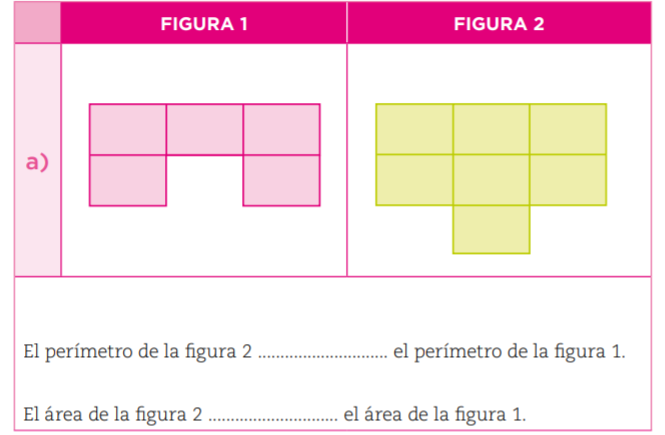 FIGURA 1 FIGURA 2
a)
El perímetro de la figura 2 ............................. el perímetro de la figura 1.
El área de la figura 2 ............................. el área de la figura 1.